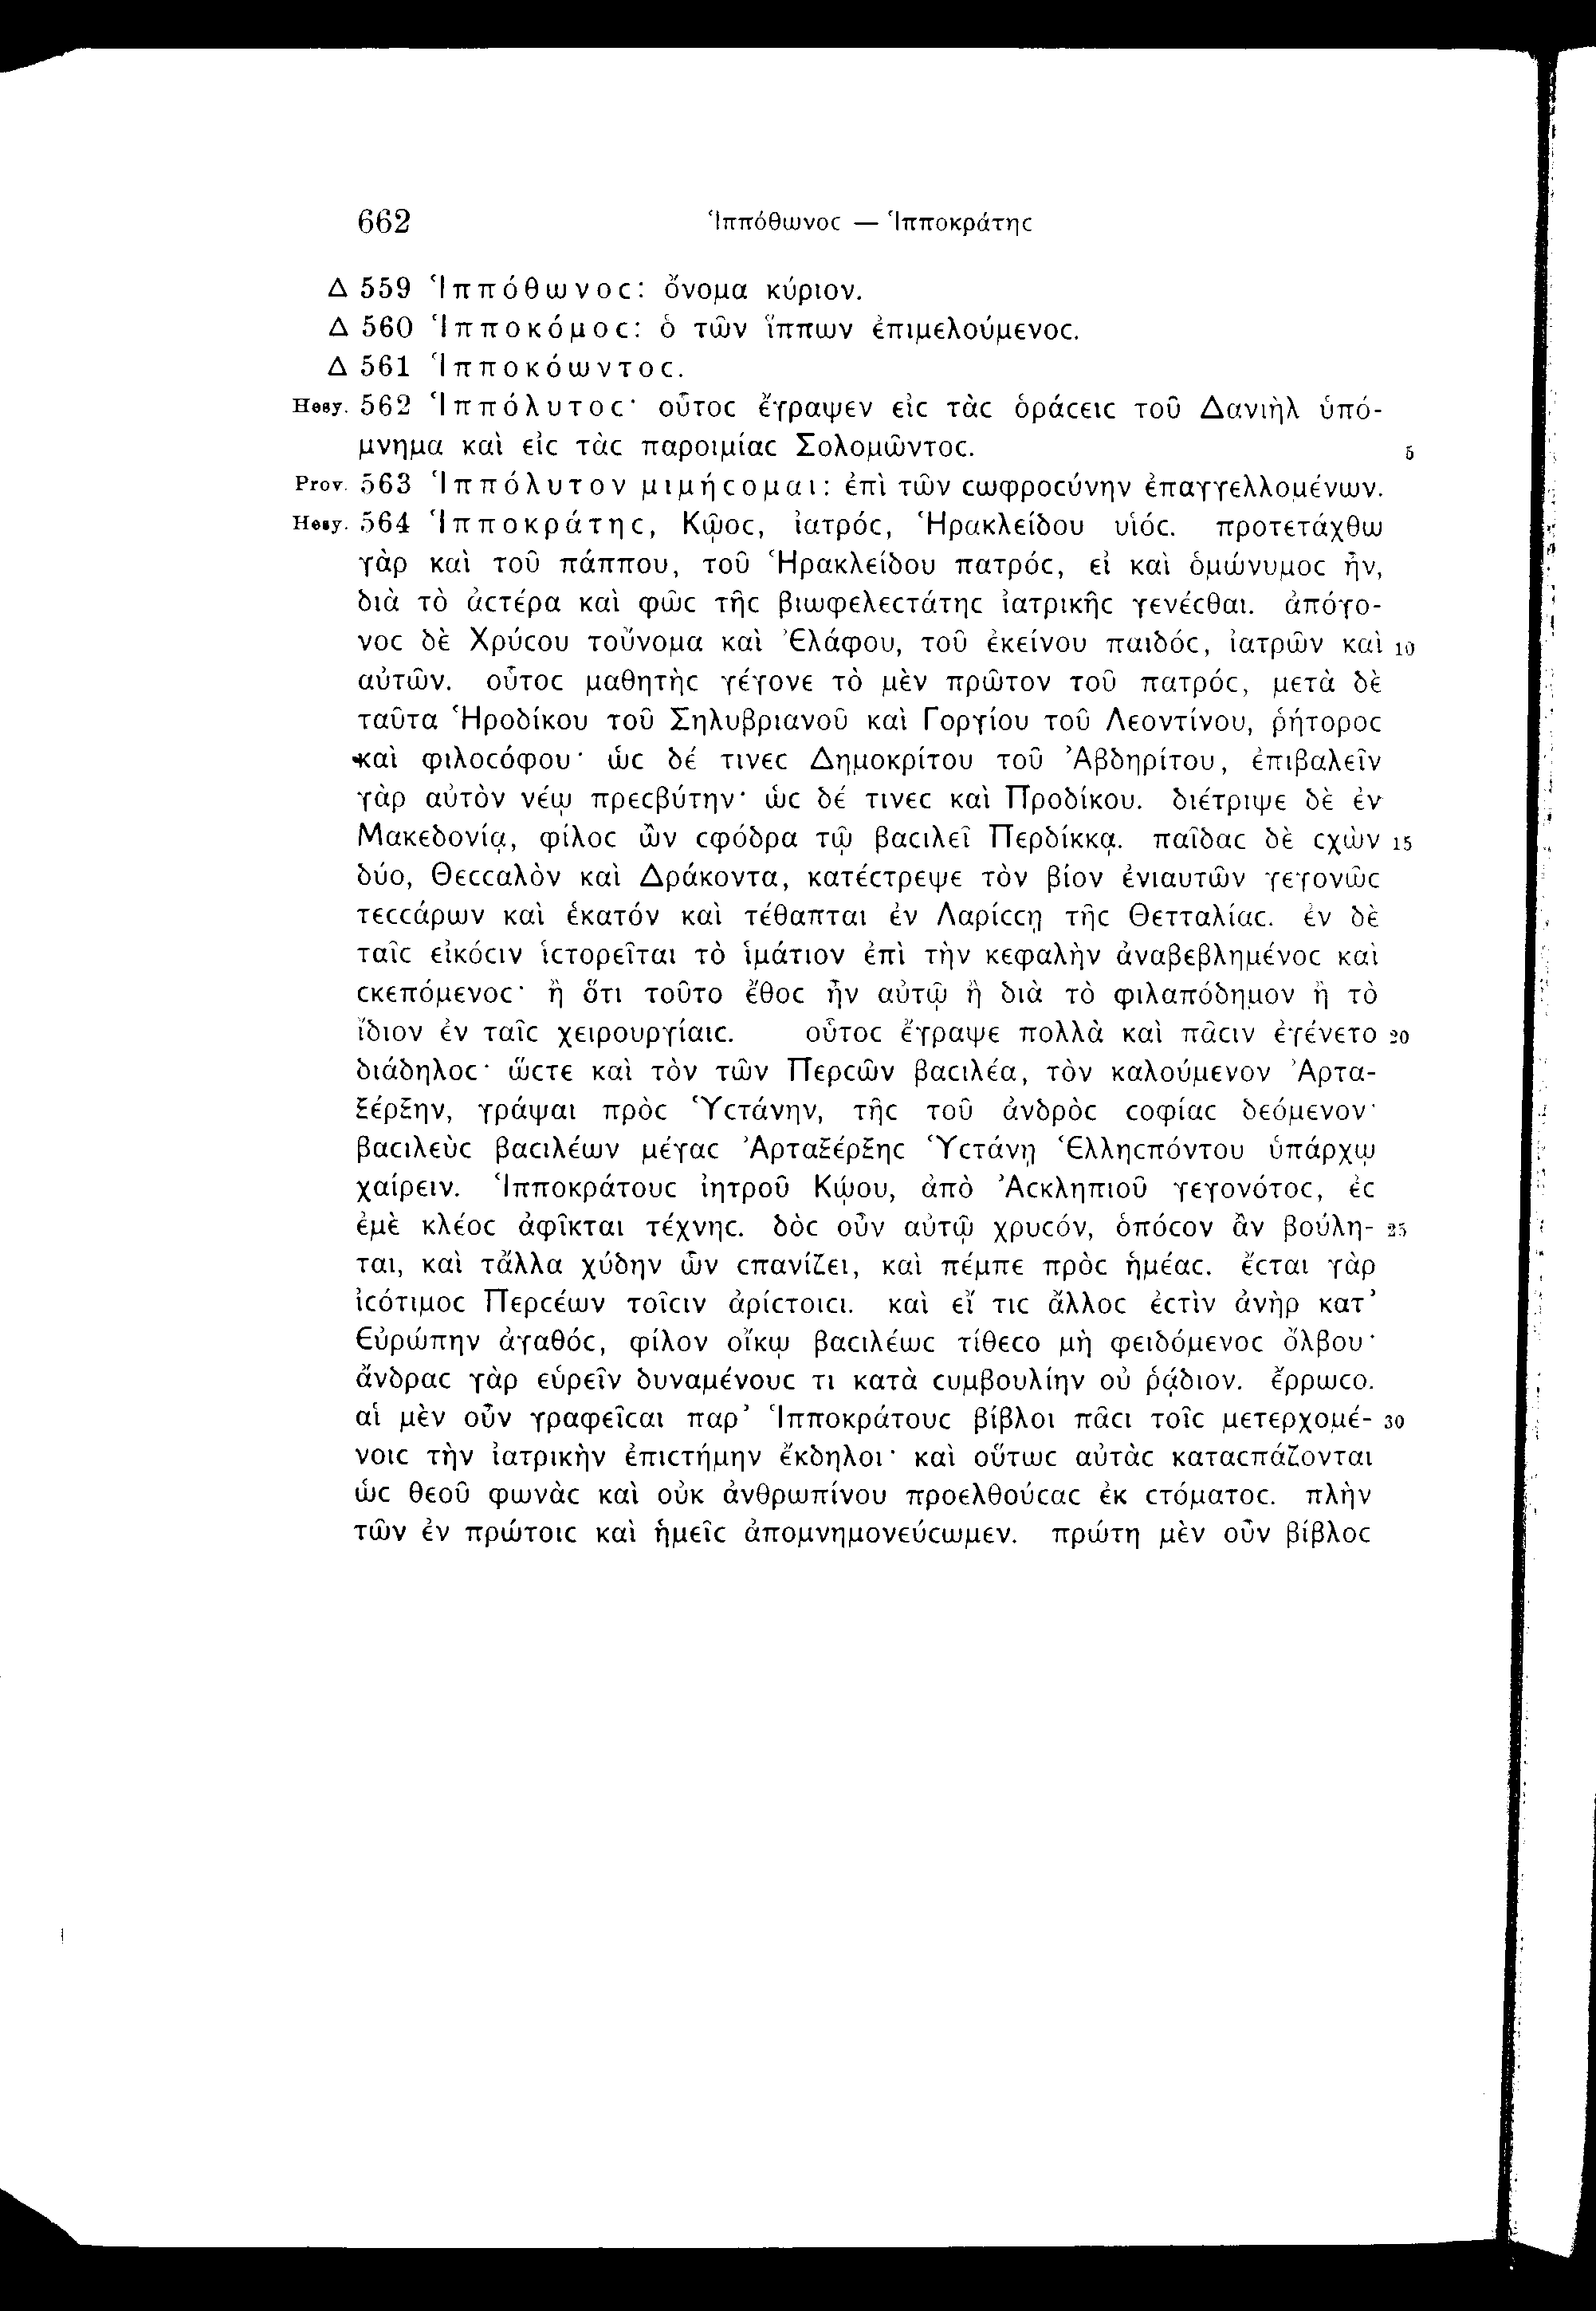 662 Ἱππόθωνοϲ — Ἱπποκράτηϲ
Δ 559 Ἱππόθωνοϲ: ὄνομα κύριον.
Δ 560 Ἱπποκόμοϲ: ὁ τῶν ἵππων ἐπιμελούμενοϲ.
Δ 561 Ἱπποκόωντοϲ.
Hesy. 562 Ἱππόλυτοϲ· οὗτοϲ ἔγραψεν εἰϲ τὰϲ ὁράϲειϲ τοῦ Δανιὴλ ὑπό-
μνημα καὶ εἰϲ τὰϲ παροιμίαϲ Σολομῶντοϲ. 5
Prov. 563 Ἱππόλυτον μιμήϲομαι: ἐπὶ τῶν ϲωφροϲύνην ἐπαγγελλομένων.
Hesy. 564 Ἱπποκράτηϲ, Κῷοϲ, ἰατρόϲ, Ἡρακλείδου υἱόϲ. προτετάχθω
γὰρ καὶ τοῦ πάππου, τοῦ Ἡρακλείδου πατρόϲ, εἰ καὶ ὁμώνυμοϲ ἦν,
διὰ τὸ ἀϲτέρα καὶ φῶϲ τῆϲ βιωφελεϲτάτηϲ ἰατρικῆϲ γενέϲθαι. ἀπόγο-
νοϲ δὲ Χρύϲου τοὔνομα καὶ Ἐλάφου, τοῦ ἐκείνου παιδόϲ, ἰατρῶν καὶ 10
αὐτῶν. οὗτοϲ μαθητὴϲ γέγονε τὸ μὲν πρῶτον τοῦ πατρόϲ, μετὰ δὲ
ταῦτα Ἡροδίκου τοῦ Σηλυβριανοῦ καὶ Γοργίου τοῦ Λεοντίνου, ῥήτοροϲ
καὶ φιλοϲόφου· ὡϲ δέ τινεϲ Δημοκρίτου τοῦ Ἀβδηρίτου, ἐπιβαλεῖν
γὰρ αὐτὸν νέῳ πρεϲβύτην· ὡϲ δέ τινεϲ καὶ Προδίκου. διέτριψε δὲ ἐν
Μακεδονίᾳ, φίλοϲ ὢν ϲφόδρα τῷ βαϲιλεῖ Περδίκκᾳ. παῖδαϲ δὲ ϲχὼν 15
δύο, Θεϲϲαλὸν καὶ Δράκοντα, κατέϲτρεψε τὸν βίον ἐνιαυτῶν γεγονὼϲ
τεϲϲάρων καὶ ἑκατόν καὶ τέθαπται ἐν Λαρίϲϲῃ τῆϲ Θετταλίαϲ. ἐν δὲ
ταῖϲ εἰκόϲιν ἱϲτορεῖται τὸ ἱμάτιον ἐπὶ τὴν κεφαλὴν ἀναβεβλημένοϲ καὶ
ϲκεπόμενοϲ· ἢ ὅτι τοῦτο ἔθοϲ ἦν αὐτῷ ἢ διὰ τὸ φιλαπόδημον ἢ τὸ
ἴδιον ἐν ταῖϲ χειρουργίαιϲ. οὗτοϲ ἔγραψε πολλὰ καὶ πᾶϲιν ἐγένετο 20
διάδηλοϲ· ὥϲτε καὶ τὸν τῶν Περϲῶν βαϲιλέα, τὸν καλούμενον Ἀρτα-
ξέρξην, γράψαι πρὸϲ Ὑϲτάνην, τῆϲ τοῦ ἀνδρὸϲ ϲοφίαϲ δεόμενον·
βαϲιλεὺϲ βαϲιλέων μέγαϲ Ἀρταξέρξηϲ Ὑϲτάνῃ Ἑλληϲπόντου ὑπάρχῳ
χαίρειν. Ἱπποκράτουϲ ἰητροῦ Κῴου, ἀπὸ Ἀϲκληπιοῦ γεγονότοϲ, ἐϲ
ἐμὲ κλέοϲ ἀφῖκται τέχνηϲ. δὸϲ οὖν αὐτῷ χρυϲόν, ὁπόϲον ἂν βούλη- 25
ται, καὶ τἄλλα χύδην ὧν ϲπανίζει, καὶ πέμπε πρὸϲ ἡμέαϲ. ἔϲται γὰρ
ἰϲότιμοϲ Περϲέων τοῖϲιν ἀρίϲτοιϲι. καὶ εἴ τιϲ ἄλλοϲ ἐϲτὶν ἀνὴρ κατ᾽
Εὐρώπην ἀγαθόϲ, φίλον οἴκῳ βαϲιλέωϲ τίθεϲο μὴ φειδόμενοϲ ὄλβου·
ἄνδραϲ γὰρ εὑρεῖν δυναμένουϲ τι κατὰ ϲυμβουλίην οὐ ῥᾴδιον. ἔρρωϲο.
αἱ μὲν οὖν γραφεῖϲαι παρ᾽ Ἱπποκράτουϲ βίβλοι πᾶϲι τοῖϲ μετερχομέ- 30
νοιϲ τὴν ἰατρικὴν ἐπιϲτήμην ἔκδηλοι· καὶ οὕτωϲ αὐτὰϲ καταϲπάζονται
ὡϲ θεοῦ φωνὰϲ καὶ οὐκ ἀνθρωπίνου προελθούϲαϲ ἐκ ϲτόματοϲ. πλὴν
τῶν ἐν πρώτοιϲ καὶ ἡμεῖϲ ἀπομνημονεύϲωμεν. πρώτη μὲν οὖν βίβλοϲ